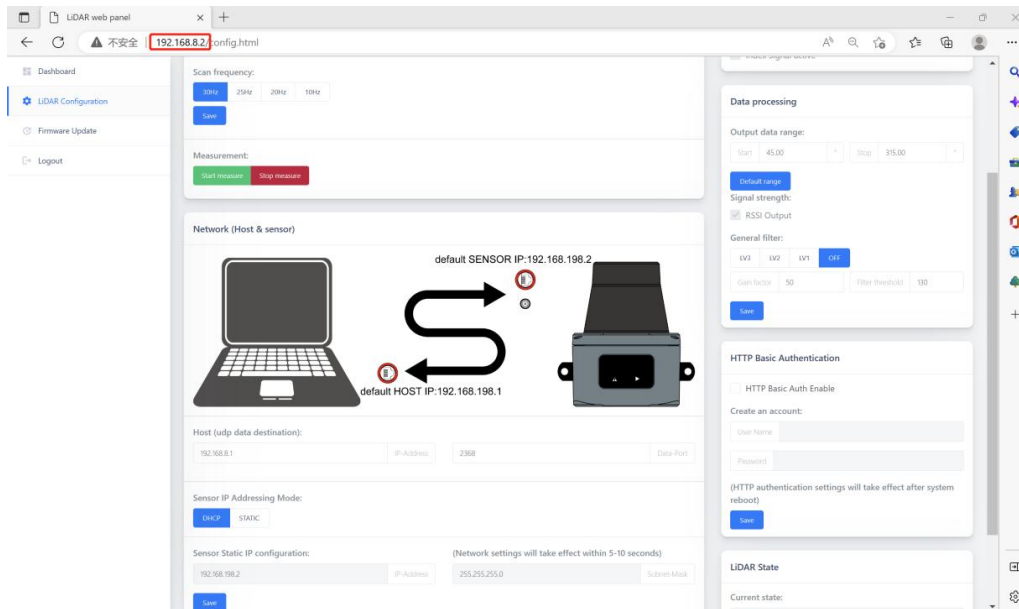 LiDAR web panel
不安全
192.168.8.2/config.html
Dashboard
LiDAR Configuration
Firmware Update
Logout
Scan frequency:
30Hz 25Hz 20Hz 10Hz
Save
Measurement:
Start measure Stop measure
Network (Host & sensor)
default SENSOR IP:192.168.198.2
default HOST IP:192.168.198.1
Host (udp data destination):
192.168.8.1 IP-Address 2368 Data-Port
Sensor IP Addressing Mode:
DHCP STATIC
Sensor Static IP configuration: (Network settings will take effect within 5-10 seconds)
192.168.198.2 IP-Address 255.255.255.0 Subnet-Mask
Save
Index signal active
Data processing
Output data range:
Start 45.00 ° Stop 315.00 °
Default range
Signal strength:
RSSI Output
General filter:
LV3 LV2 LV1 OFF
Gain factor 50 Filter threshold 130
Save
HTTP Basic Authentication
HTTP Basic Auth Enable
Create an account:
User Name
Password
(HTTP authentication settings will take effect after system
reboot)
Save
LiDAR State
Current state: